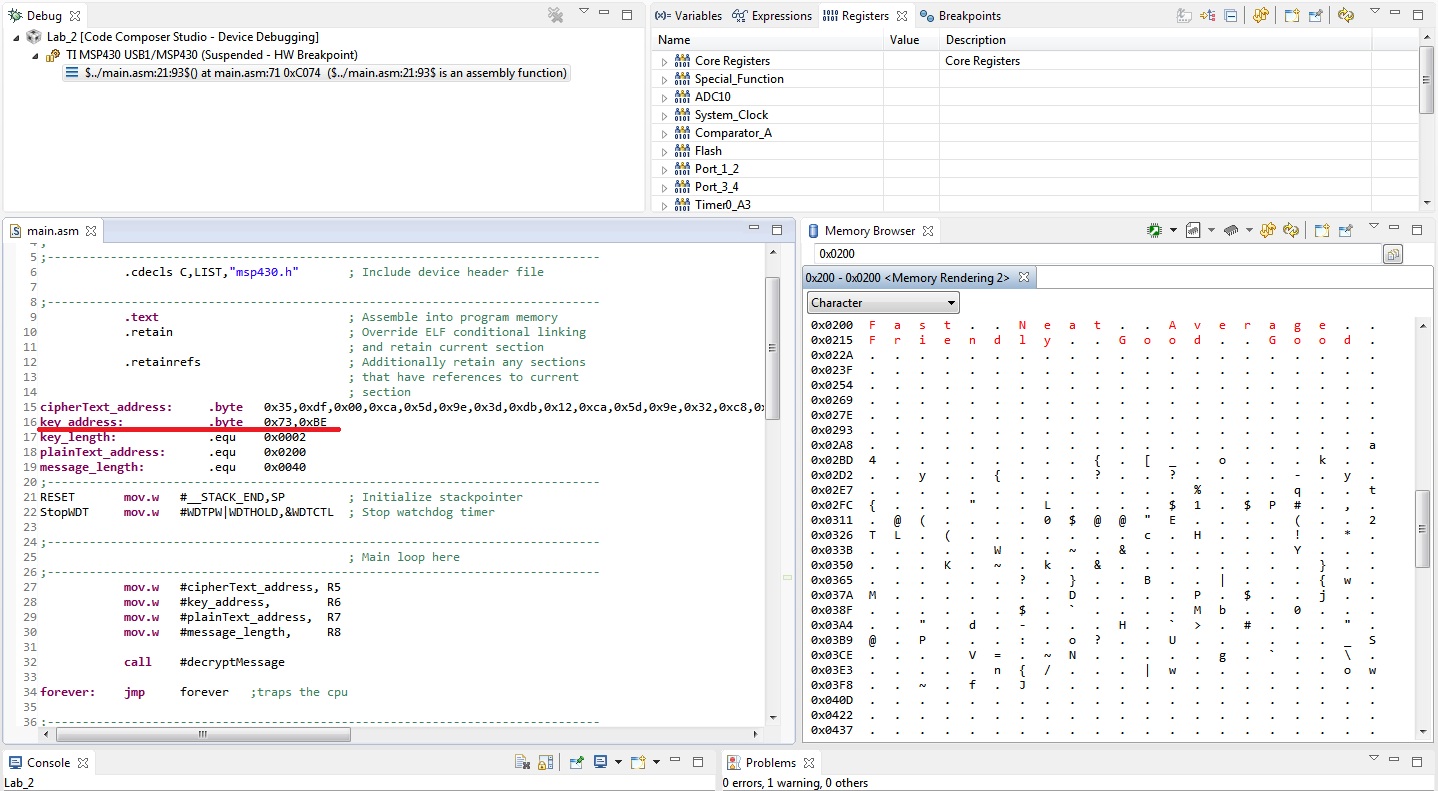 Debug
Lab_2 [Code Composer Studio - Device Debugging]
TI MSP430 USB1/MSP430 (Suspended - HW Breakpoint)
$../main.asm:21:93$() at main.asm:71 0xC074 ($../main.asm:21:93$ is an assembly function)
(x)= Variables Expressions Registers Breakpoints
Name Value Description
Core Registers Core Registers
Special_Function
ADC10
System_Clock
Comparator_A
Flash
Port_1_2
Port_3_4
Timer0_A3
main.asm
4 ;
5 ;-------------------------------------------------------------------------------
6 .cdecls C,LIST,"msp430.h" ; Include device header file
7
8 ;-------------------------------------------------------------------------------
9 .text ; Assemble into program memory
10 .retain ; Override ELF conditional linking
11 ; and retain current section
12 .retainrefs ; Additionally retain any sections
13 ; that have references to current
14 ; section
15 cipherText_address: .byte 0x35,0xdf,0x00,0xca,0x5d,0x9e,0x3d,0xdb,0x12,0xca,0x5d,0x9e,0x32,0xc8,0x
16 key_address: .byte 0x73,0xBE
17 key_length: .equ 0x0002
18 plainText_address: .equ 0x0200
19 message_length: .equ 0x0040
20 ;-------------------------------------------------------------------------------
21 RESET mov.w #__STACK_END,SP ; Initialize stackpointer
22 StopWDT mov.w #WDTPW|WDTHOLD,&WDTCTL ; Stop watchdog timer
23
24 ;-------------------------------------------------------------------------------
25 ; Main loop here
26 ;-------------------------------------------------------------------------------
27 mov.w #cipherText_address, R5
28 mov.w #key_address, R6
29 mov.w #plainText_address, R7
30 mov.w #message_length, R8
31
32 call #decryptMessage
33
34 forever: jmp forever ;traps the cpu
35
36 ;-------------------------------------------------------------------------------
Memory Browser
0x0200
0x200 - 0x0200 <Memory Rendering 2>
Character
0x0200 F a s t . . N e a t . . A v e r a g e . .
0x0215 F r i e n d l y . . G o o d . . G o o d .
0x022A . . . . . . . . . . . . . . . . . . . . .
0x023F . . . . . . . . . . . . . . . . . . . . .
0x0254 . . . . . . . . . . . . . . . . . . . . .
0x0269 . . . . . . . . . . . . . . . . . . . . .
0x027E . . . . . . . . . . . . . . . . . . . . .
0x0293 . . . . . . . . . . . . . . . . . . . . .
0x02A8 . . . . . . . . . . . . . . . . . . . . a
0x02BD 4 . . . . . . . . { . [ _ . o . . . k . .
0x02D2 . . y . . { . . . ? . . ? . . . . - . y .
0x02E7 . . . . . . . . . . . . . % . . . q . . t
0x02FC { . . . " . . L . . . . $ 1 . $ P # . , .
0x0311 . @ ( . . . . 0 $ @ @ " E . . . . ( . . 2
0x0326 T L . ( . . . . . . . c . H . . . ! . * .
0x033B . . . . . W . . ~ . & . . . . . . Y . . .
0x0350 . . . K . ~ . k . & . . . . . . . . } . .
0x0365 . . . . . . ? . } . . B . . | . . . { w
0x037A M . . . . . . . D . . . . P . $ . . j . .
0x038F . . . . . . $ . ` . . . . M b . . 0 . . .
0x03A4 . . " . d . - . . . H . ` > . # . . . " .
0x03B9 @ . P . . . : . o ? . . U . . . . . . _ S
0x03CE . . . . V = . ~ N . . . . . g . ` . . \ .
0x03E3 . . . . . n { / . . . | w . . . . . . o w
0x03F8 . . ~ . f . J . . . . . . . . . . . . . .
0x040D . . . . . . . . . . . . . . . . . . . . .
0x0422 . . . . . . . . . . . . . . . . . . . . .
0x0437 . . . . . . . . . . . . . . . . . . . . .
Console
Lab_2
Problems
0 errors, 1 warning, 0 others